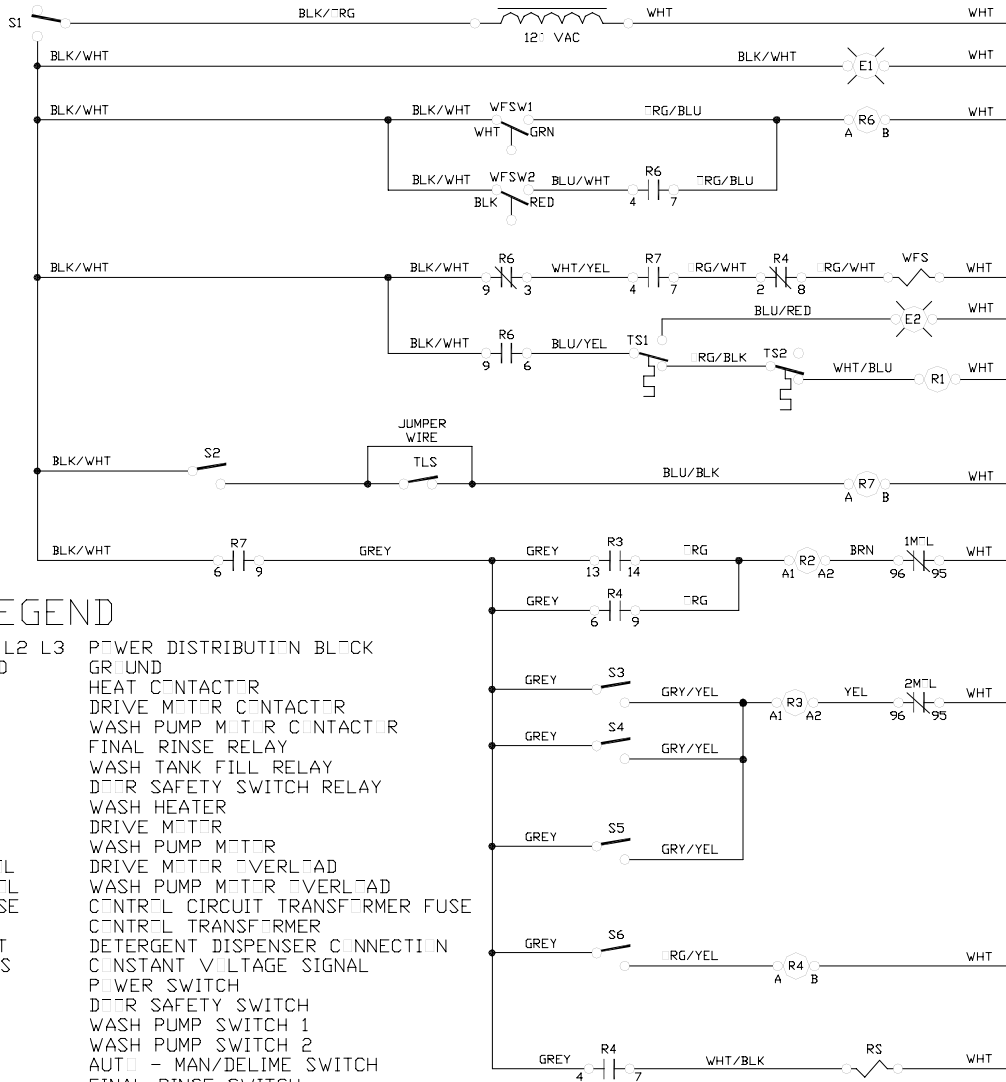 S1 BLK/ORG 120 VAC WHT WHT
BLK/WHT BLK/WHT E1 WHT
BLK/WHT BLK/WHT WFSW1 ORG/BLU R6 WHT
WHT GRN A B
BLK/WHT WFSW2 BLU/WHT R6 ORG/BLU
BLK RED 4 7
BLK/WHT BLK/WHT R6 WHT/YEL R7 ORG/WHT R4 ORG/WHT WFS WHT
9 3 4 7 2 8
BLU/RED E2 WHT
BLK/WHT R6 BLU/YEL TS1 ORG/BLK TS2 WHT/BLU R1 WHT
9 6
JUMPER
WIRE
BLK/WHT S2 TLS BLU/BLK R7 WHT
A B
BLK/WHT R7 GREY GREY R3 ORG R2 BRN 1MOL WHT
6 9 13 14 A1 A2 96 95
GREY R4 ORG
6 9
GREY S3 GRY/YEL R3 YEL 2MOL WHT
A1 A2 96 95
GREY S4 GRY/YEL
GREY S5 GRY/YEL
GREY S6 ORG/YEL R4 WHT
A B
GREY R4 WHT/BLK RS WHT
4 7
EGEND
L2 L3 POWER DISTRIBUTION BLOCK
D GROUND
HEAT CONTACTOR
DRIVE MOTOR CONTACTOR
WASH PUMP MOTOR CONTACTOR
FINAL RINSE RELAY
WASH TANK FILL RELAY
DOOR SAFETY SWITCH RELAY
WASH HEATER
DRIVE MOTOR
WASH PUMP MOTOR
L DRIVE MOTOR OVERLOAD
L WASH PUMP MOTOR OVERLOAD
SE CONTROL CIRCUIT TRANSFORMER FUSE
CONTROL TRANSFORMER
T DETERGENT DISPENSER CONNECTION
S CONSTANT VOLTAGE SIGNAL
POWER SWITCH
DOOR SAFETY SWITCH
WASH PUMP SWITCH 1
WASH PUMP SWITCH 2
AUTO - MAN/DELIME SWITCH
FINAL RINSE SWITCH